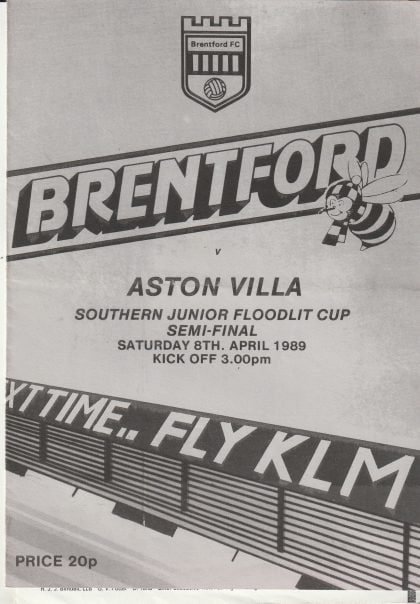 Brentford FC
BRENTFORD
v
ASTON VILLA
SOUTHERN JUNIOR FLOODLIT CUP
SEMI-FINAL
SATURDAY 8TH. APRIL 1989
KICK OFF 3.00pm
EXT TIME.. FLY KLM
PRICE 20p